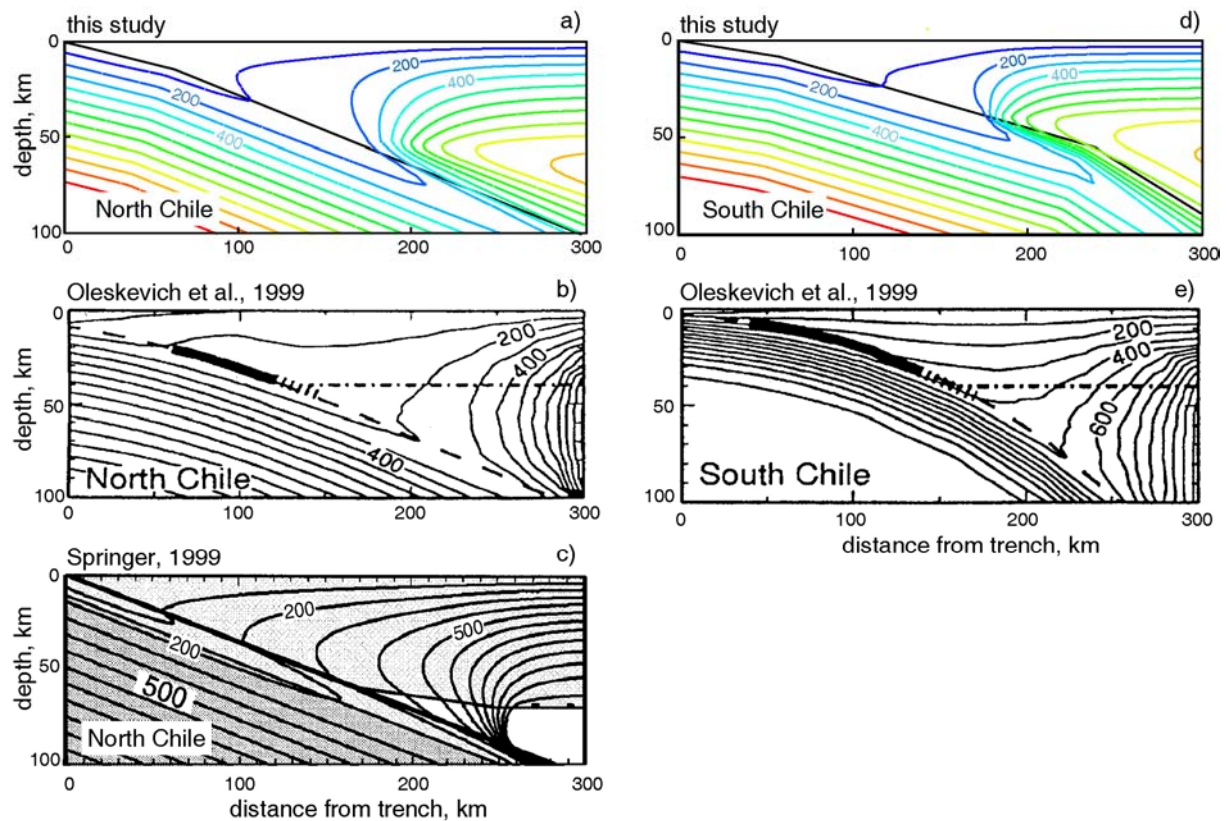 this study
a)
0
50
100
depth, km
200
400
200
400
North Chile
0
100
200
300
this study
d)
0
50
100
200
400
200
400
South Chile
0
100
200
300
Oleskevich et al., 1999
b)
0
50
100
depth, km
200
400
400
North Chile
0
100
200
300
Oleskevich et al., 1999
e)
0
50
100
200
400
600
South Chile
0
100
200
300
distance from trench, km
Springer, 1999
c)
0
50
100
depth, km
200
500
200
500
North Chile
0
100
200
300
distance from trench, km